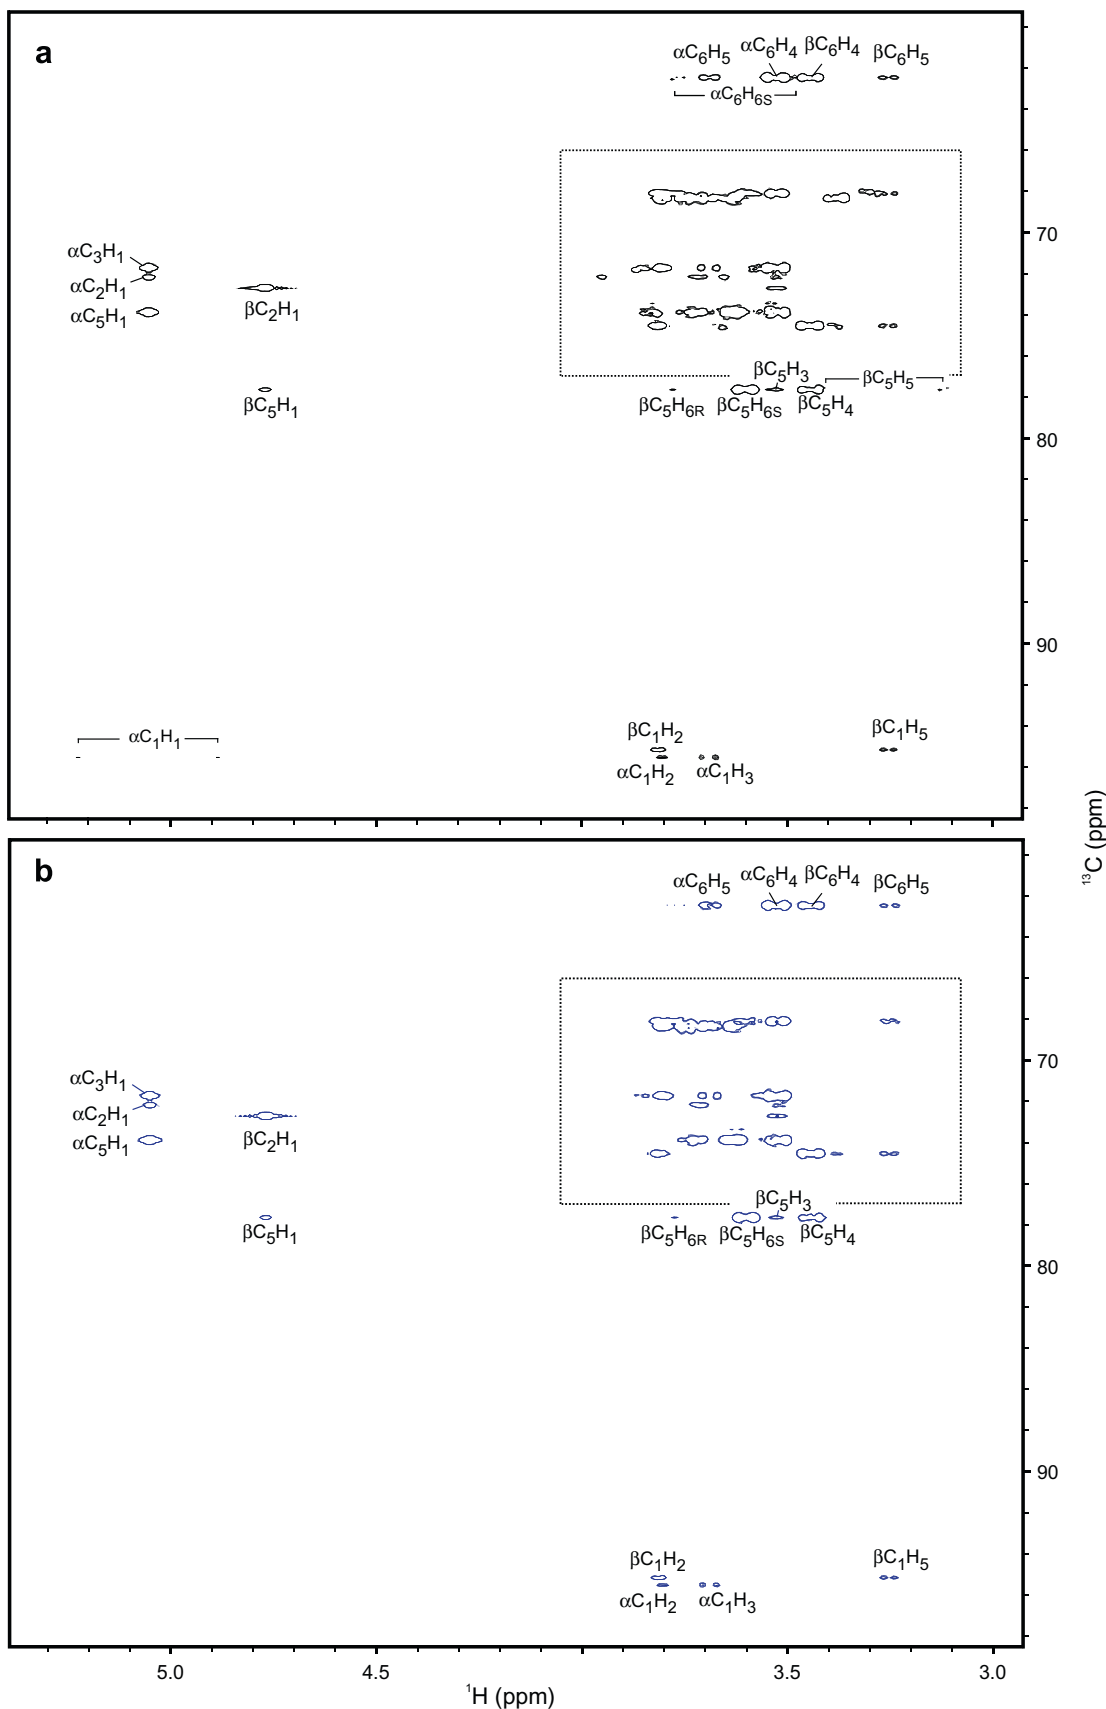 a
αC6H5 αC6H4 βC6H4 βC6H5
αC6H6S
70
αC3H1
αC2H1
αC5H1
βC2H1
βC5H3
βC5H5
βC5H1
βC5H6R βC5H6S βC5H4
80
90
αC1H1
βC1H2
βC1H5
αC1H2 αC1H3
13C (ppm)
b
αC6H5 αC6H4 βC6H4 βC6H5
70
αC3H1
αC2H1
αC5H1
βC2H1
βC5H3
βC5H1
βC5H6R βC5H6S βC5H4
80
90
βC1H2
βC1H5
αC1H2 αC1H3
5.0 4.5 3.5 3.0
1H (ppm)